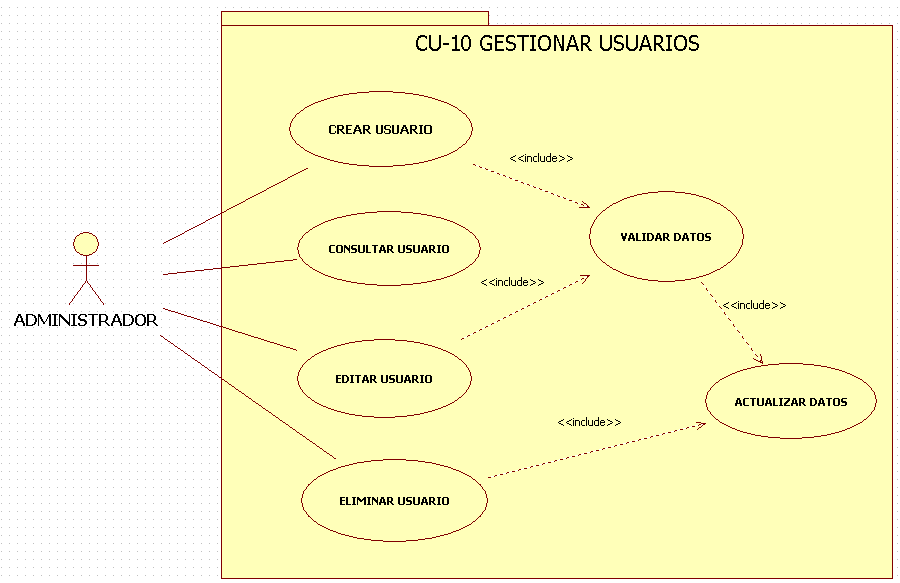 CU-10 GESTIONAR USUARIOS
CREAR USUARIO
<<include>>
VALIDAR DATOS
CONSULTAR USUARIO
<<include>>
<<include>>
ADMINISTRADOR
EDITAR USUARIO
ACTUALIZAR DATOS
<<include>>
ELIMINAR USUARIO